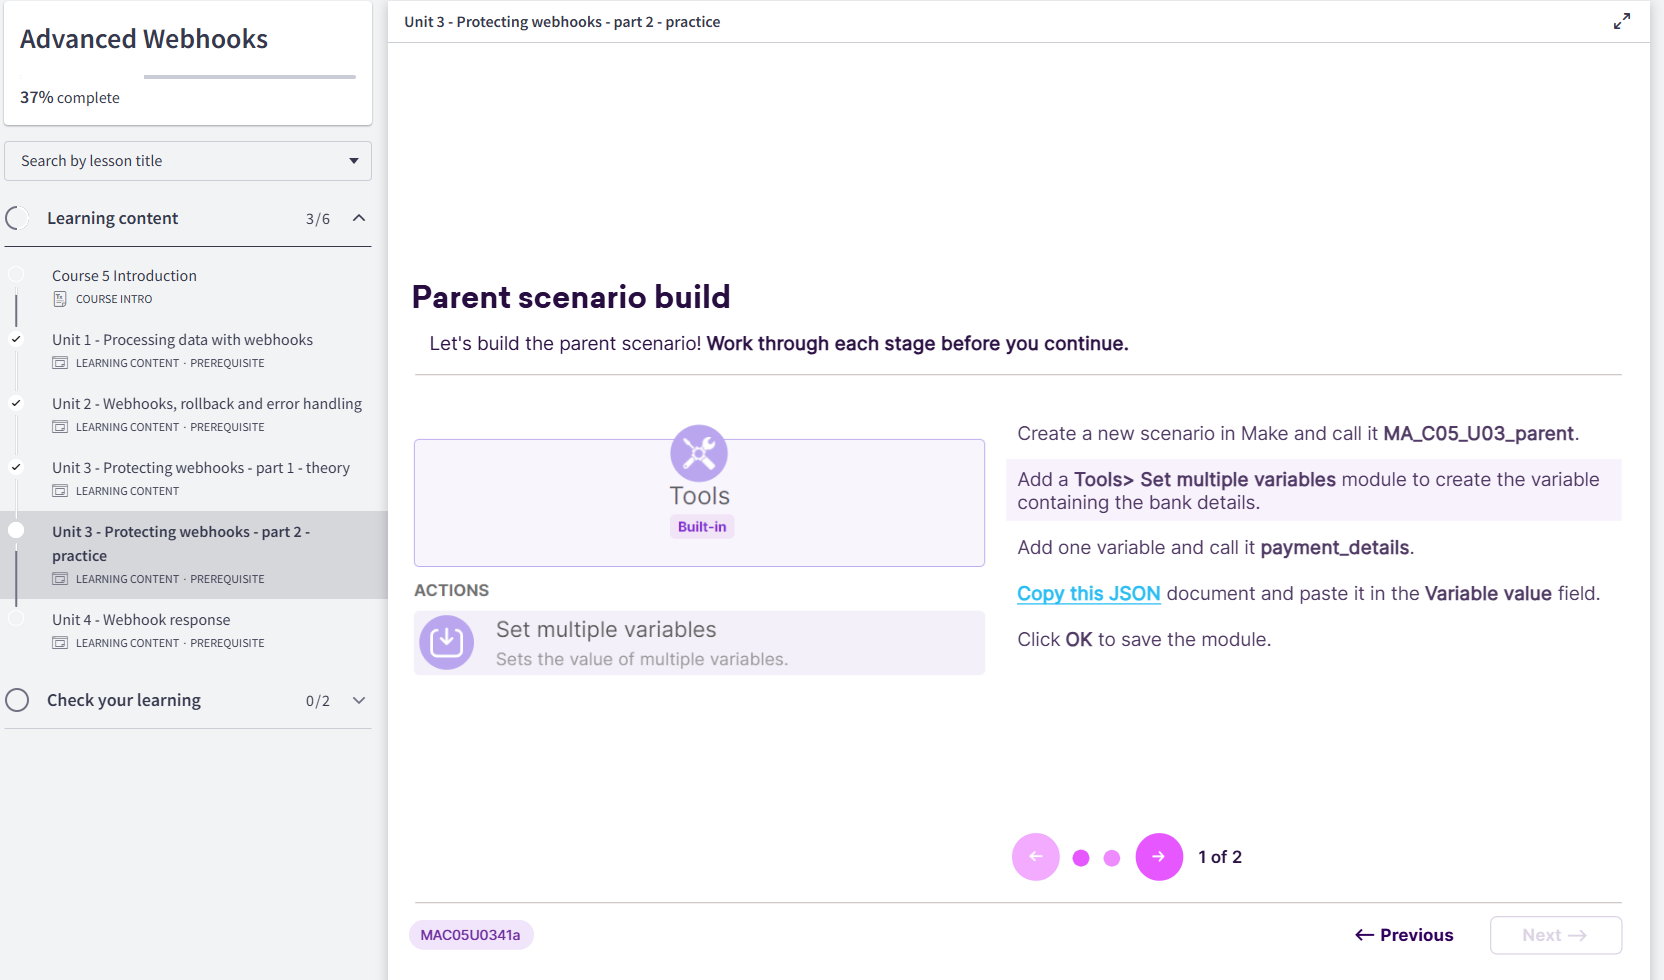 Advanced Webhooks
37% complete
Search by lesson title
Learning content 3/6
Course 5 Introduction
COURSE INTRO
Unit 1 - Processing data with webhooks
LEARNING CONTENT · PREREQUISITE
Unit 2 - Webhooks, rollback and error handling
LEARNING CONTENT · PREREQUISITE
Unit 3 - Protecting webhooks - part 1 - theory
LEARNING CONTENT
Unit 3 - Protecting webhooks - part 2 -
practice
LEARNING CONTENT · PREREQUISITE
Unit 4 - Webhook response
LEARNING CONTENT · PREREQUISITE
Check your learning 0/2
Unit 3 - Protecting webhooks - part 2 - practice
Parent scenario build
Let's build the parent scenario! Work through each stage before you continue.
Tools
Built-in
ACTIONS
Set multiple variables
Sets the value of multiple variables.
Create a new scenario in Make and call it MA_C05_U03_parent.
Add a Tools> Set multiple variables module to create the variable
containing the bank details.
Add one variable and call it payment_details.
Copy this JSON document and paste it in the Variable value field.
Click OK to save the module.
1 of 2
MAC05U0341a
← Previous
Next →